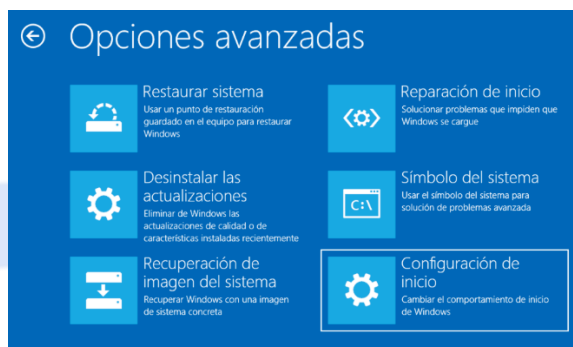 Opciones avanzadas
Restaurar sistema
Usar un punto de restauración
guardado en el equipo para restaurar
Windows
Reparación de inicio
Solucionar problemas que impiden que
Windows se cargue
Desinstalar las
actualizaciones
Eliminar de Windows las
actualizaciones de calidad o de
características instaladas recientemente
Símbolo del sistema
Usar el símbolo del sistema para
solución de problemas avanzada
C:\
Recuperación de
imagen del sistema
Recuperar Windows con una imagen
de sistema concreta
Configuración de
inicio
Cambiar el comportamiento de inicio
de Windows